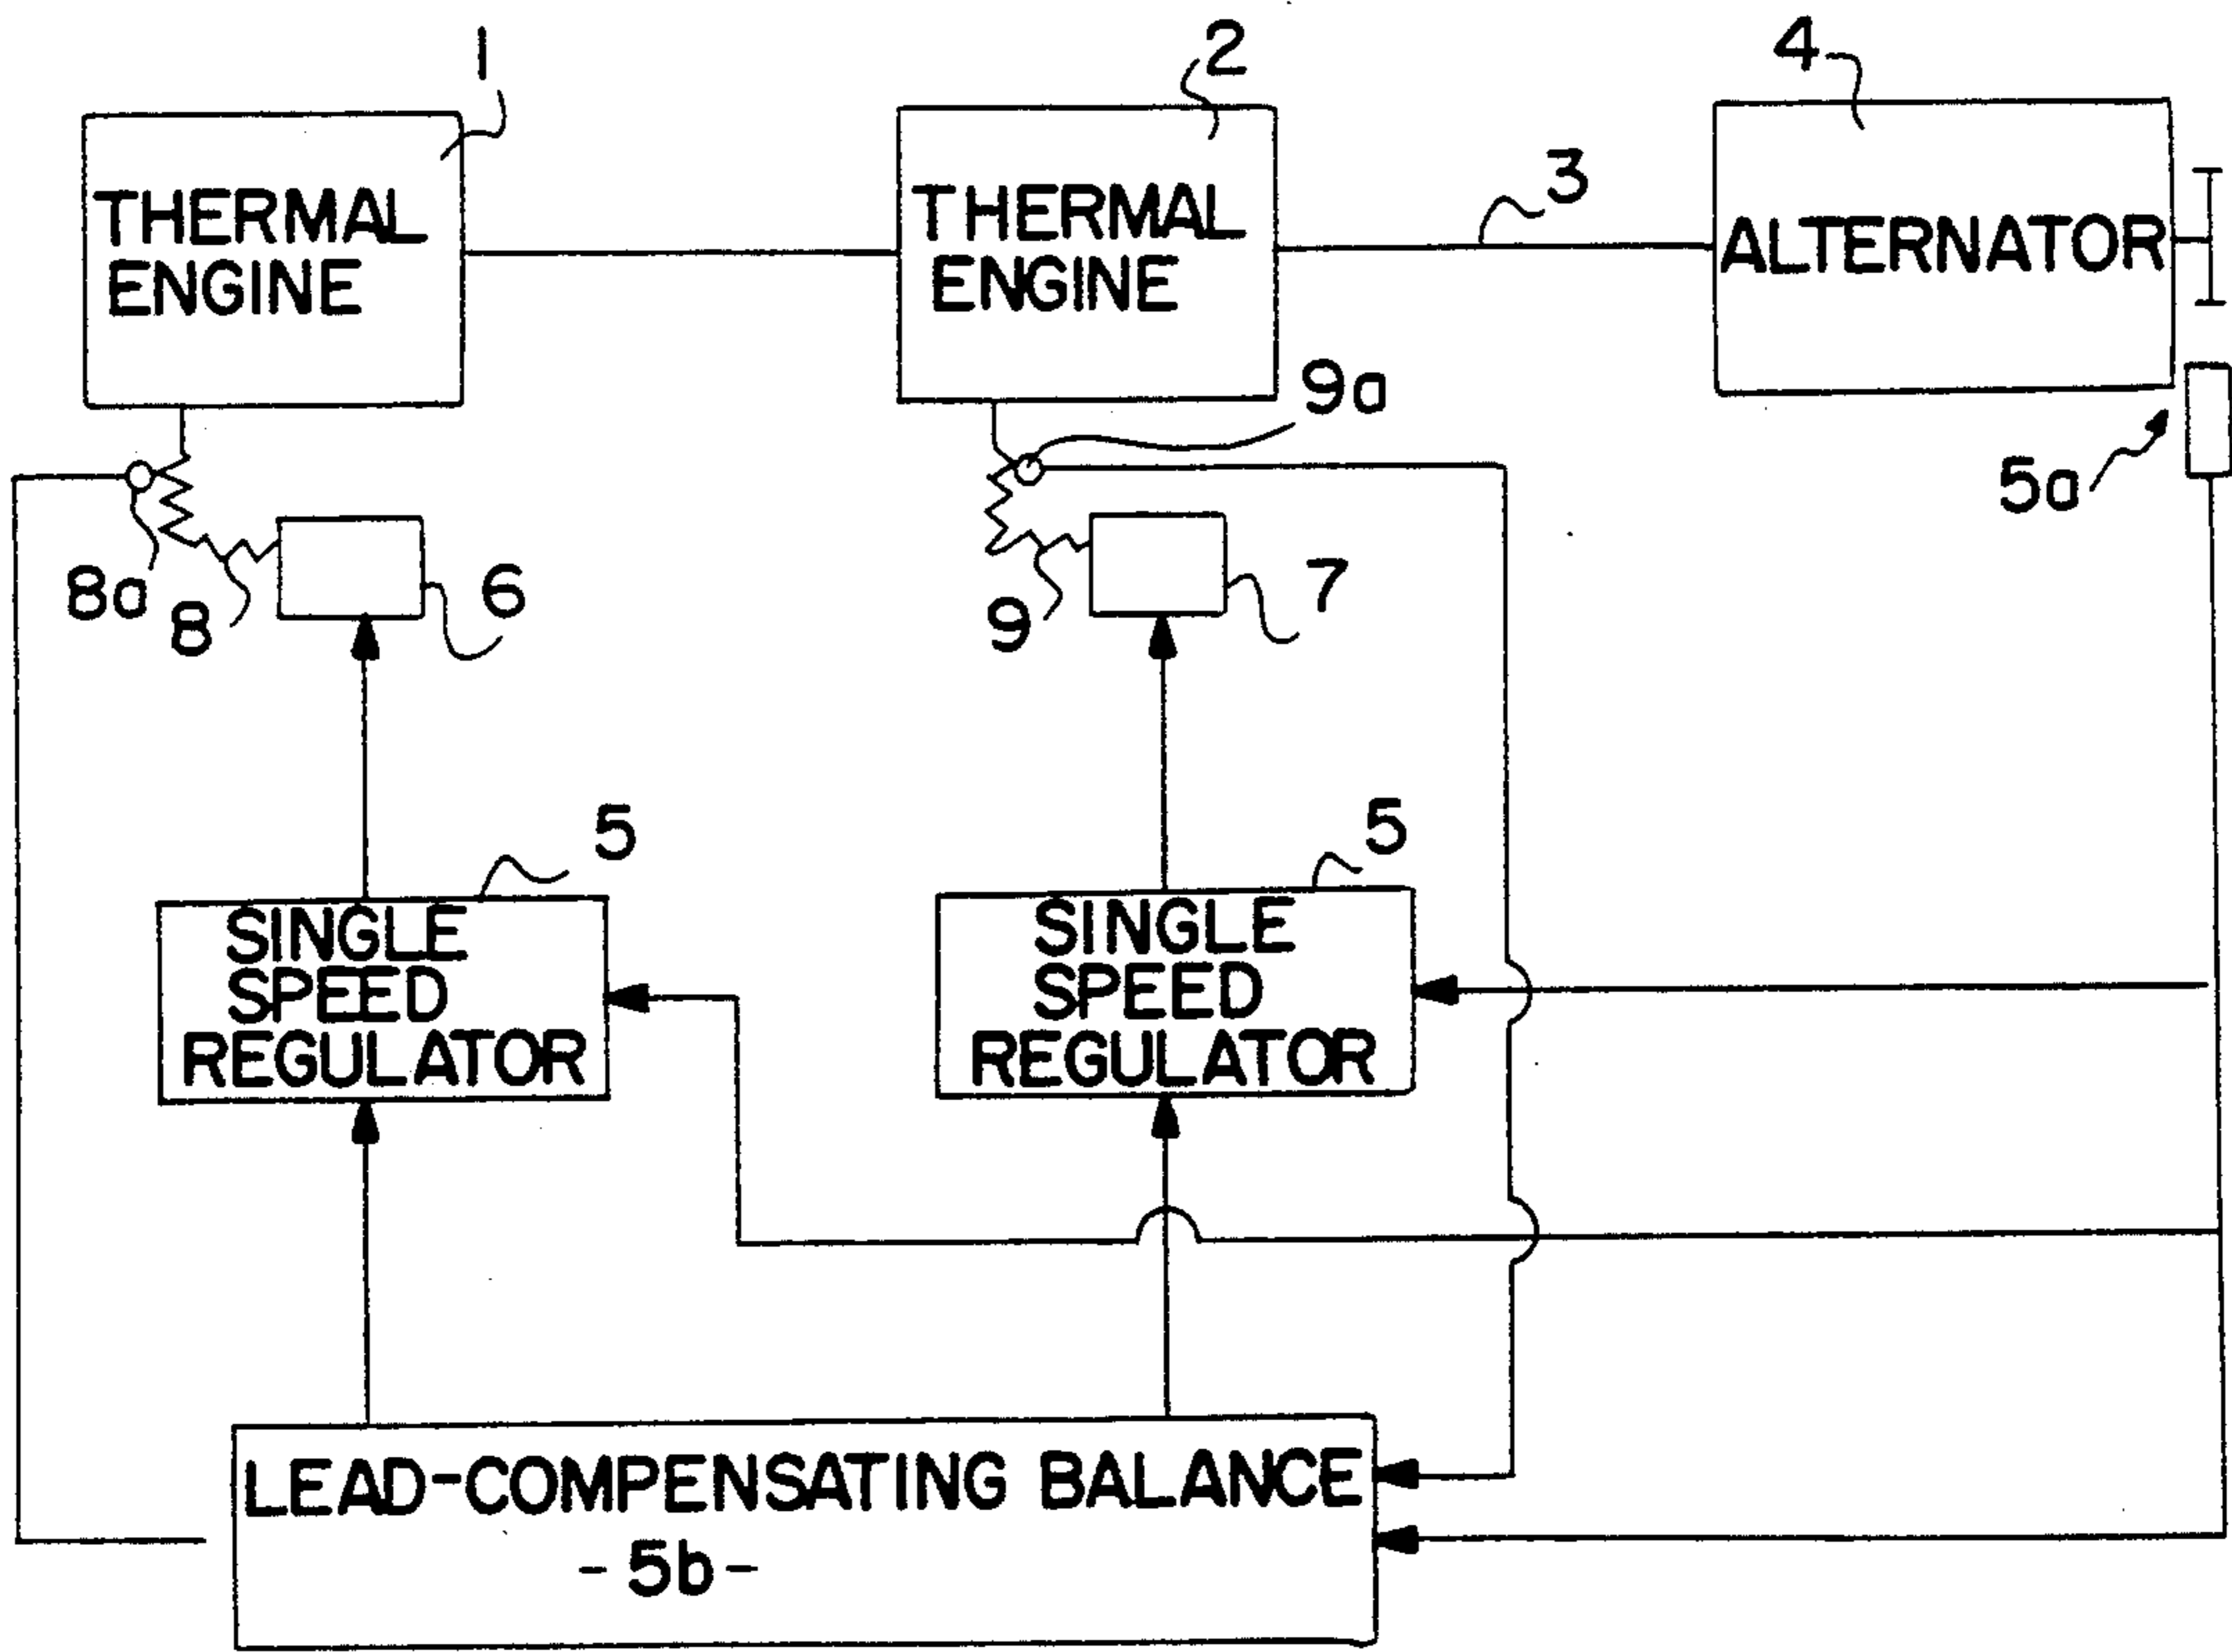 1
2
4
THERMAL
ENGINE
THERMAL
ENGINE
3
ALTERNATOR
9a
5a
8a
8
6
9
7
5
5
SINGLE
SPEED
REGULATOR
SINGLE
SPEED
REGULATOR
LEAD-COMPENSATING BALANCE
-5b-